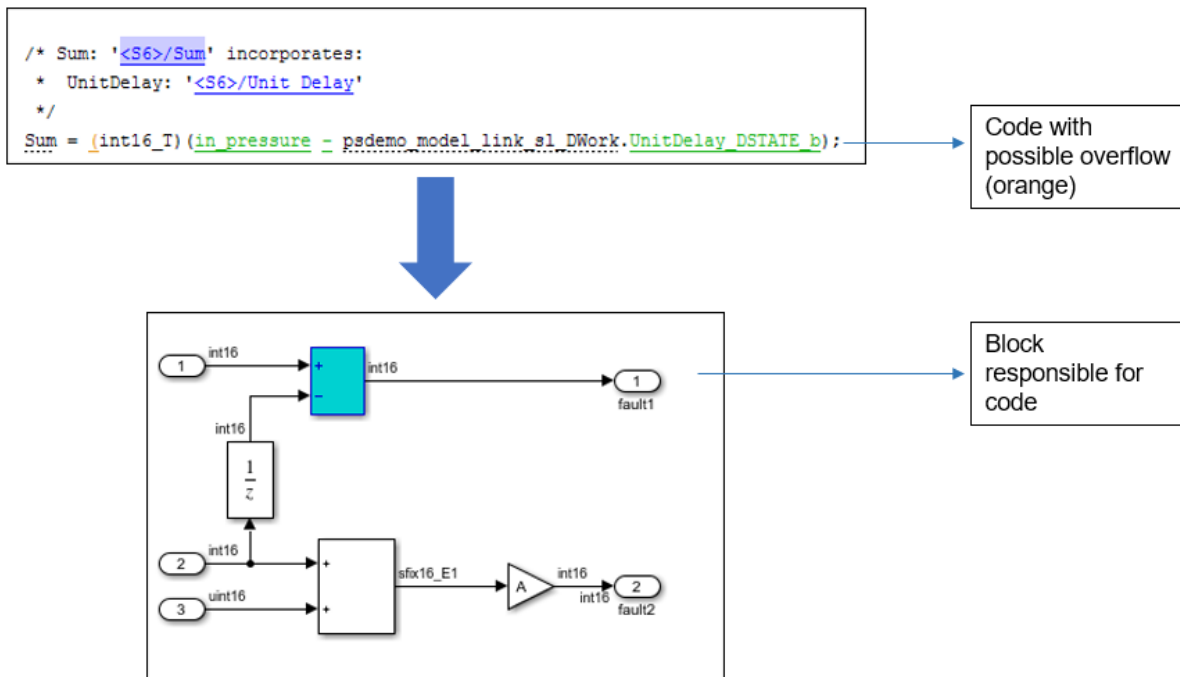 /* Sum: '<S6>/Sum' incorporates:
*  UnitDelay: '<S6>/Unit Delay'
*/
Sum = (int16_T)(in_pressure - psdemo_model_link_sl_DWork.UnitDelay_DSTATE_b);
Code with
possible overflow
(orange)
1
int16
+
−
int16
1
fault1
Block
responsible for
code
int16
1
z
2
int16
+
sfix16_E1
A
int16
int16
2
fault2
3
uint16
+